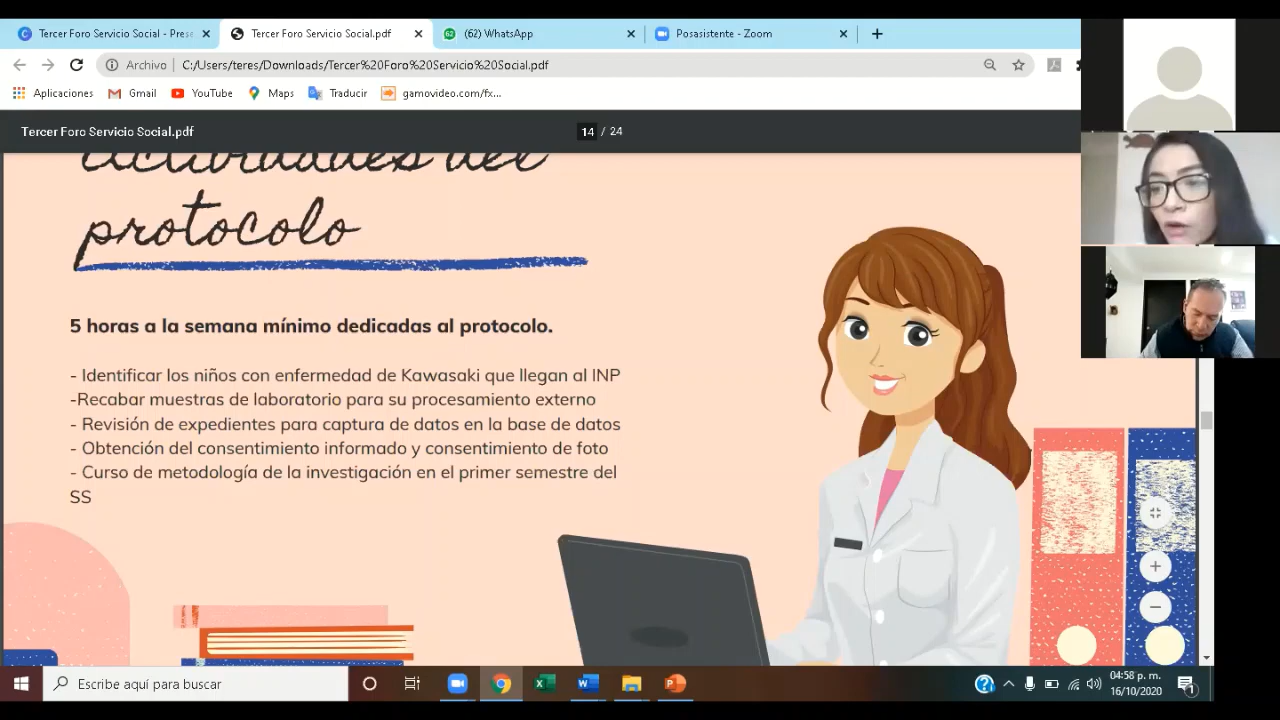 Tercer Foro Servicio Social - Prese
Tercer Foro Servicio Social.pdf
(62) WhatsApp
Posasistente - Zoom
Archivo
C:/Users/teres/Downloads/Tercer%20Foro%20Servicio%20Social.pdf
Aplicaciones
Gmail
YouTube
Maps
Traducir
gamovideo.com/fx...
Tercer Foro Servicio Social.pdf
14 / 24
actividades del
protocolo
5 horas a la semana mínimo dedicadas al protocolo.
- Identificar los niños con enfermedad de Kawasaki que llegan al INP
-Recabar muestras de laboratorio para su procesamiento externo
- Revisión de expedientes para captura de datos en la base de datos
- Obtención del consentimiento informado y consentimiento de foto
- Curso de metodología de la investigación en el primer semestre del
SS
Escribe aquí para buscar
04:58 p. m.
16/10/2020